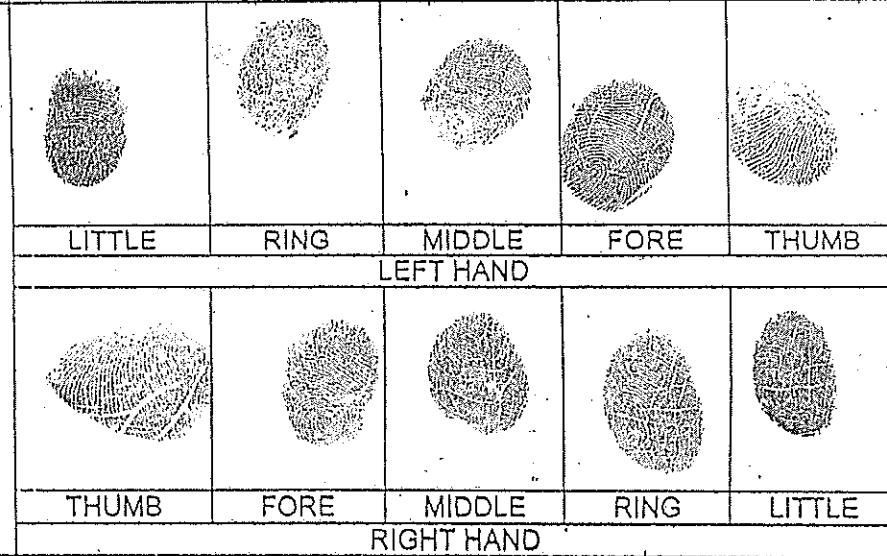 LITTLE RING MIDDLE FORE THUMB
LEFT HAND
THUMB FORE MIDDLE RING LITTLE
RIGHT HAND